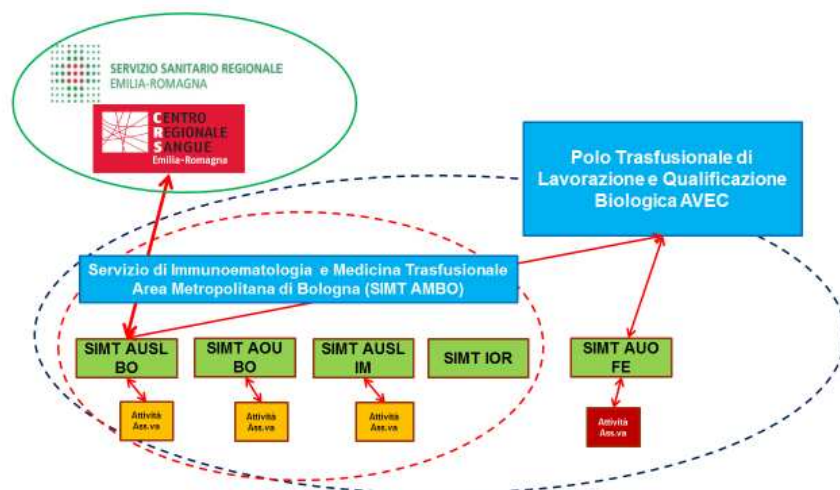 SERVIZIO SANITARIO REGIONALE
EMILIA-ROMAGNA
CENTRO
REGIONALE
SANGUE
Emilia-Romagna
Polo Trasfusionale di
Lavorazione e Qualificazione
Biologica AVEC
Servizio di Immunoematologia e Medicina Trasfusionale
Area Metropolitana di Bologna (SIMT AMBO)
SIMT AUSL
BO
SIMT AOU
BO
SIMT AUSL
IM
SIMT IOR
SIMT AUO
FE
Attività
Ass.va
Attività
Ass.va
Attività
Ass.va
Attività
Ass.va